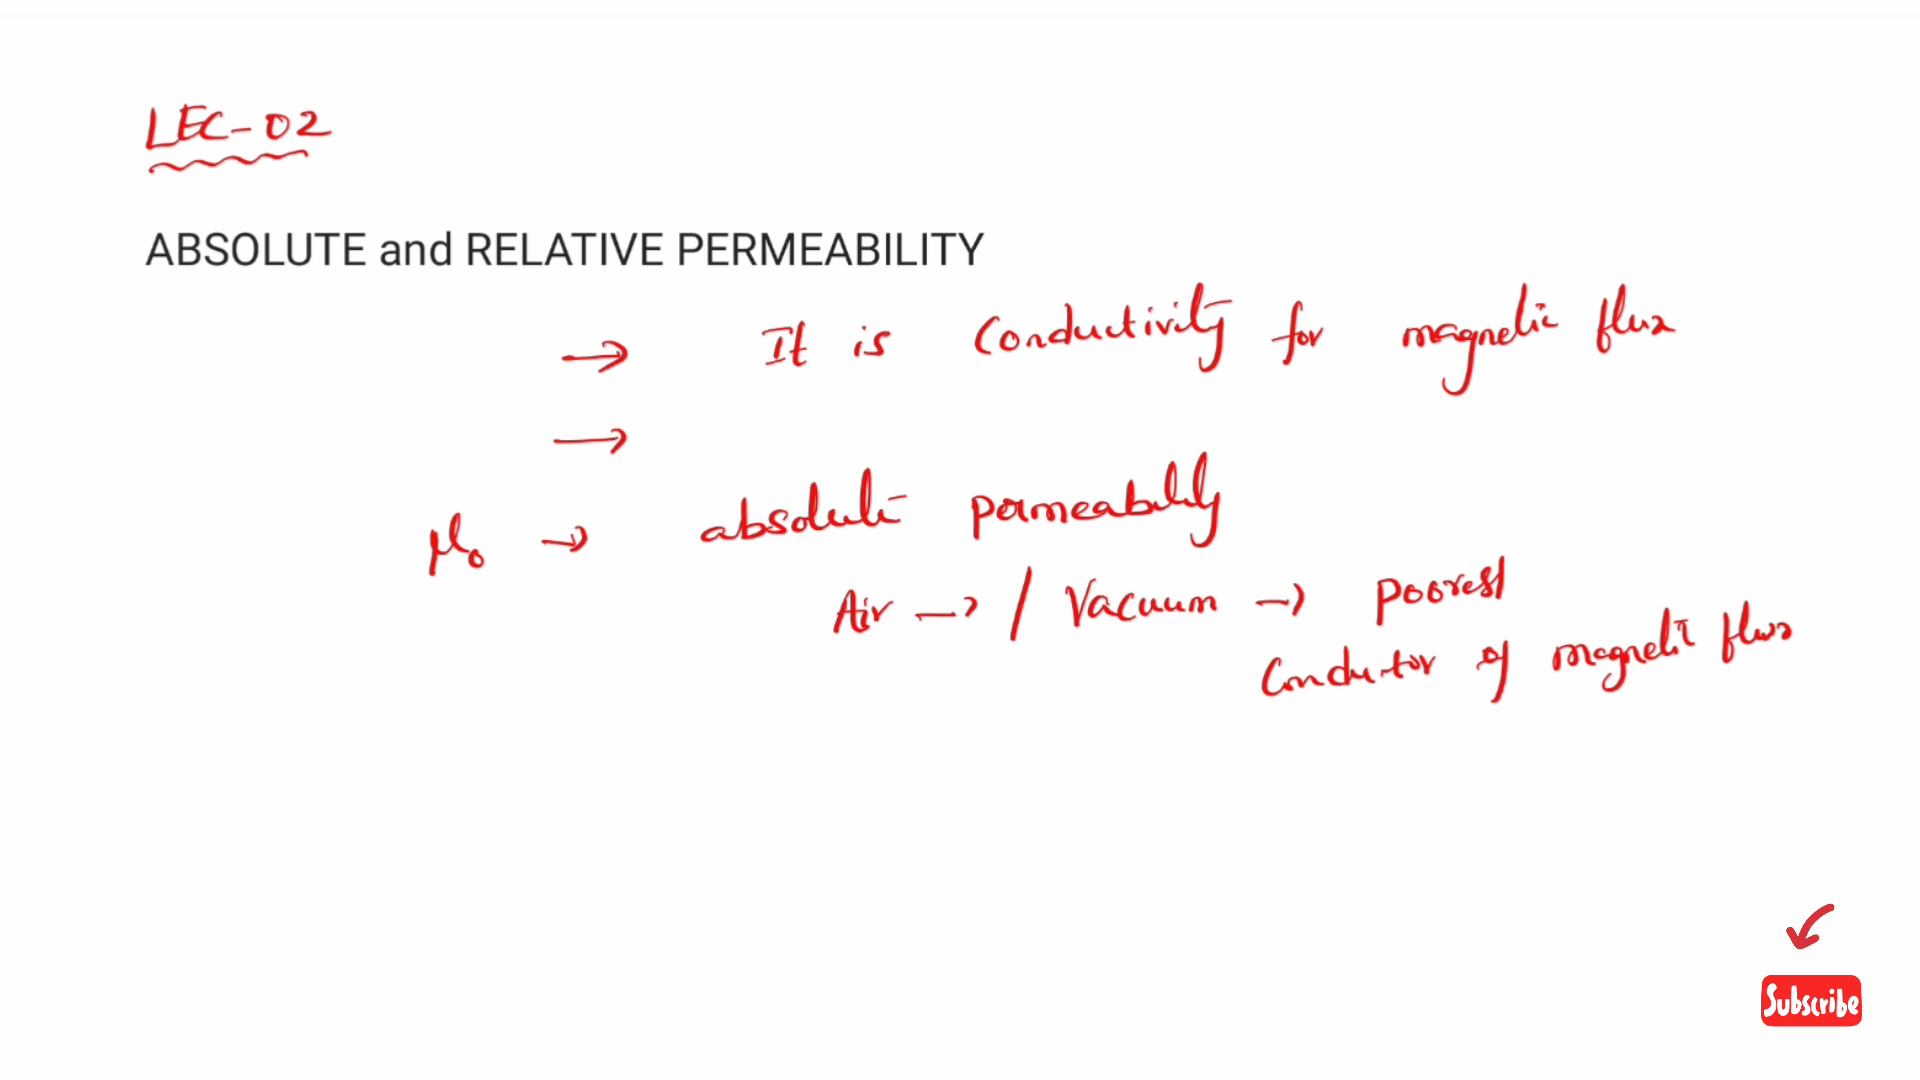 LEC-02
ABSOLUTE and RELATIVE PERMEABILITY
→ It is Conductivity for magnetic flux
→
μ₀ → absolute permeability
Air → / Vacuum → Poorest
Conductor of magnetic flux
Subscribe